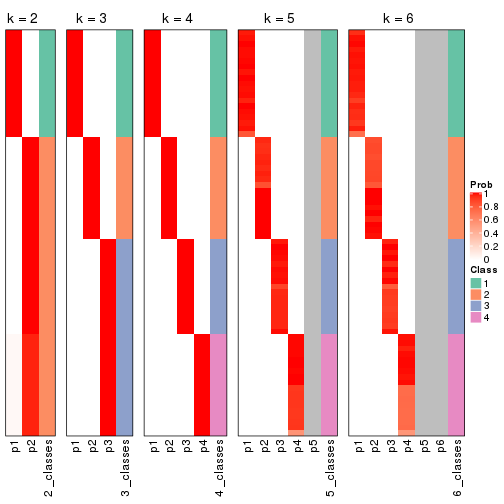 k = 2
k = 3
k = 4
k = 5
k = 6
Prob
1
0.8
0.6
0.4
0.2
0
Class
1
2
3
4
p1
p2
2_classes
p1
p2
p3
3_classes
p1
p2
p3
p4
4_classes
p1
p2
p3
p4
p5
5_classes
p1
p2
p3
p4
p5
p6
6_classes